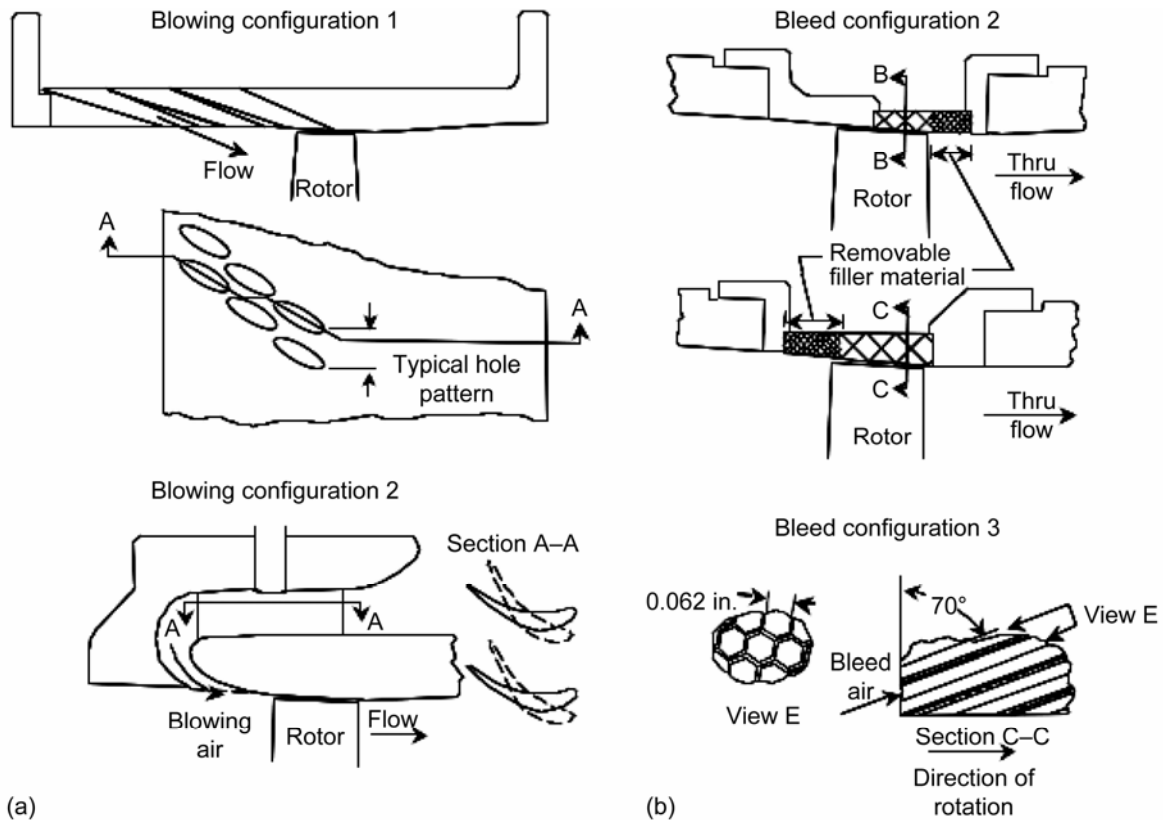 Blowing configuration 1
Flow
Rotor
A
A
Typical hole
pattern
Blowing configuration 2
Section A–A
A
A
Blowing
air
Rotor
Flow
(a)
Bleed configuration 2
B
B
Thru
flow
Rotor
Removable
filler material
C
C
Thru
flow
Rotor
Bleed configuration 3
0.062 in.
70°
View E
Bleed
air
View E
Section C–C
Direction of
rotation
(b)